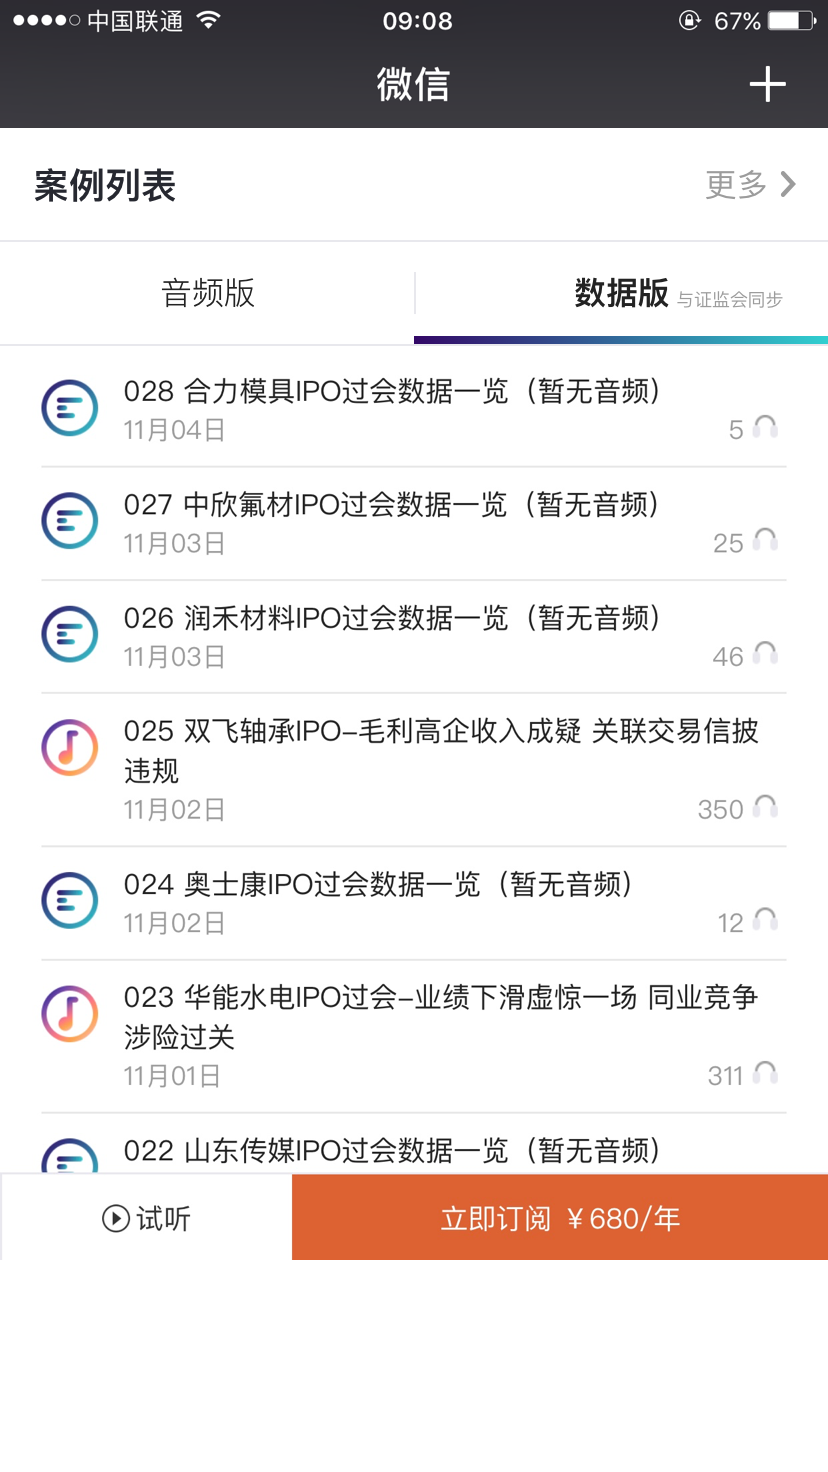 中国联通
09:08
67%
微信
案例列表
更多
音频版
数据版 与证监会同步
028 合力模具IPO过会数据一览（暂无音频）
11月04日
5
027 中欣氟材IPO过会数据一览（暂无音频）
11月03日
25
026 润禾材料IPO过会数据一览（暂无音频）
11月03日
46
025 双飞轴承IPO–毛利高企收入成疑 关联交易信披
违规
11月02日
350
024 奥士康IPO过会数据一览（暂无音频）
11月02日
12
023 华能水电IPO过会–业绩下滑虚惊一场 同业竞争
涉险过关
11月01日
311
022 山东传媒IPO过会数据一览（暂无音频）
试听
立即订阅 ￥680/年